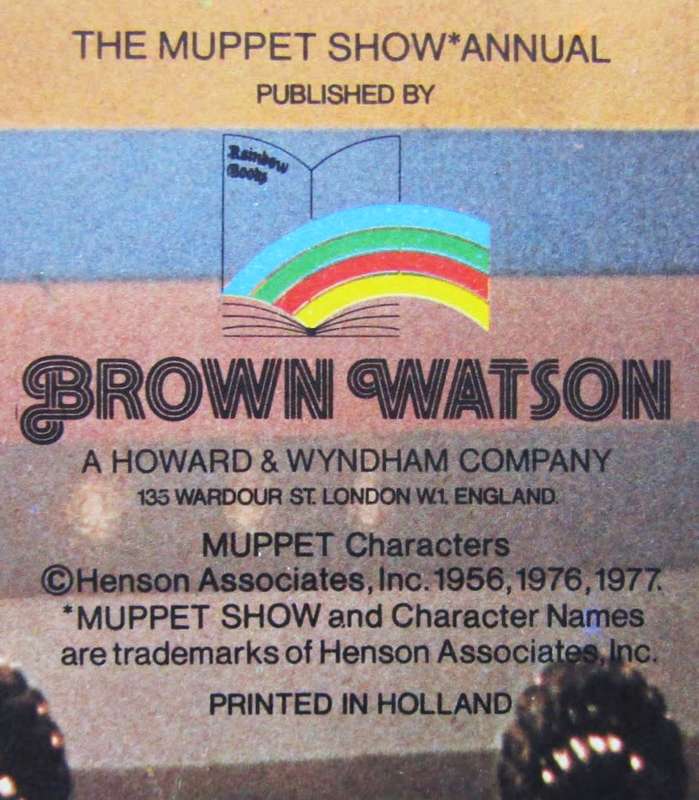 THE MUPPET SHOW*ANNUAL
PUBLISHED BY
Rainbow
Books
BROWN WATSON
A HOWARD & WYNDHAM COMPANY
135 WARDOUR ST. LONDON W.1. ENGLAND.
MUPPET Characters
©Henson Associates, Inc. 1956, 1976, 1977.
*MUPPET SHOW and Character Names
are trademarks of Henson Associates, Inc.
PRINTED IN HOLLAND